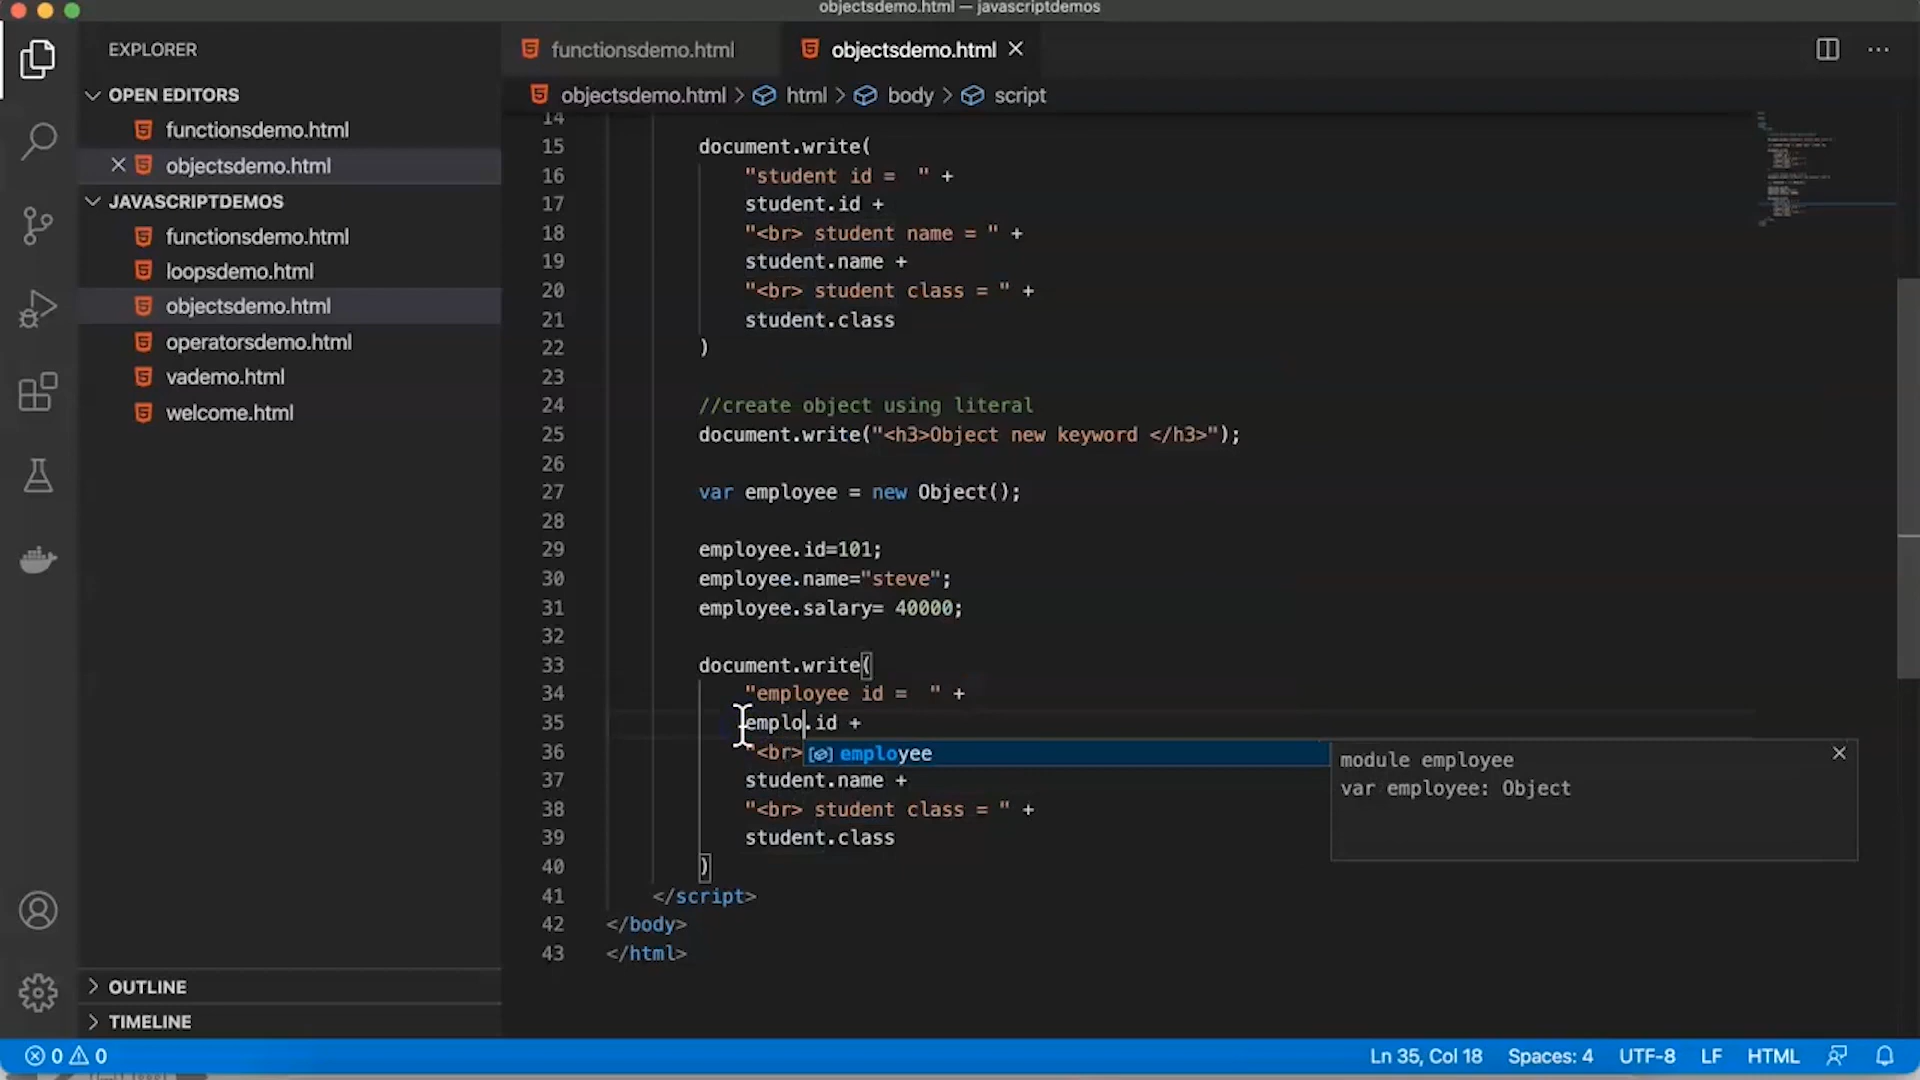 objectsdemo.html — javascriptdemos
EXPLORER
OPEN EDITORS
functionsdemo.html
objectsdemo.html
JAVASCRIPTDEMOS
functionsdemo.html
loopsdemo.html
objectsdemo.html
operatorsdemo.html
vademo.html
welcome.html
OUTLINE
TIMELINE
functionsdemo.html objectsdemo.html
objectsdemo.html > html > body > script
14
15 document.write(
16 "student id =  " +
17 student.id +
18 "<br> student name = " +
19 student.name +
20 "<br> student class = " +
21 student.class
22 )
23
24 //create object using literal
25 document.write("<h3>Object new keyword </h3>");
26
27 var employee = new Object();
28
29 employee.id=101;
30 employee.name="steve";
31 employee.salary= 40000;
32
33 document.write(
34 "employee id =  " +
35 emplo.id +
36 "<br>
employee
module employee
var employee: Object
37 student.name +
38 "<br> student class = " +
39 student.class
40 )
41 </script>
42 </body>
43 </html>
0 0 Ln 35, Col 18 Spaces: 4 UTF-8 LF HTML